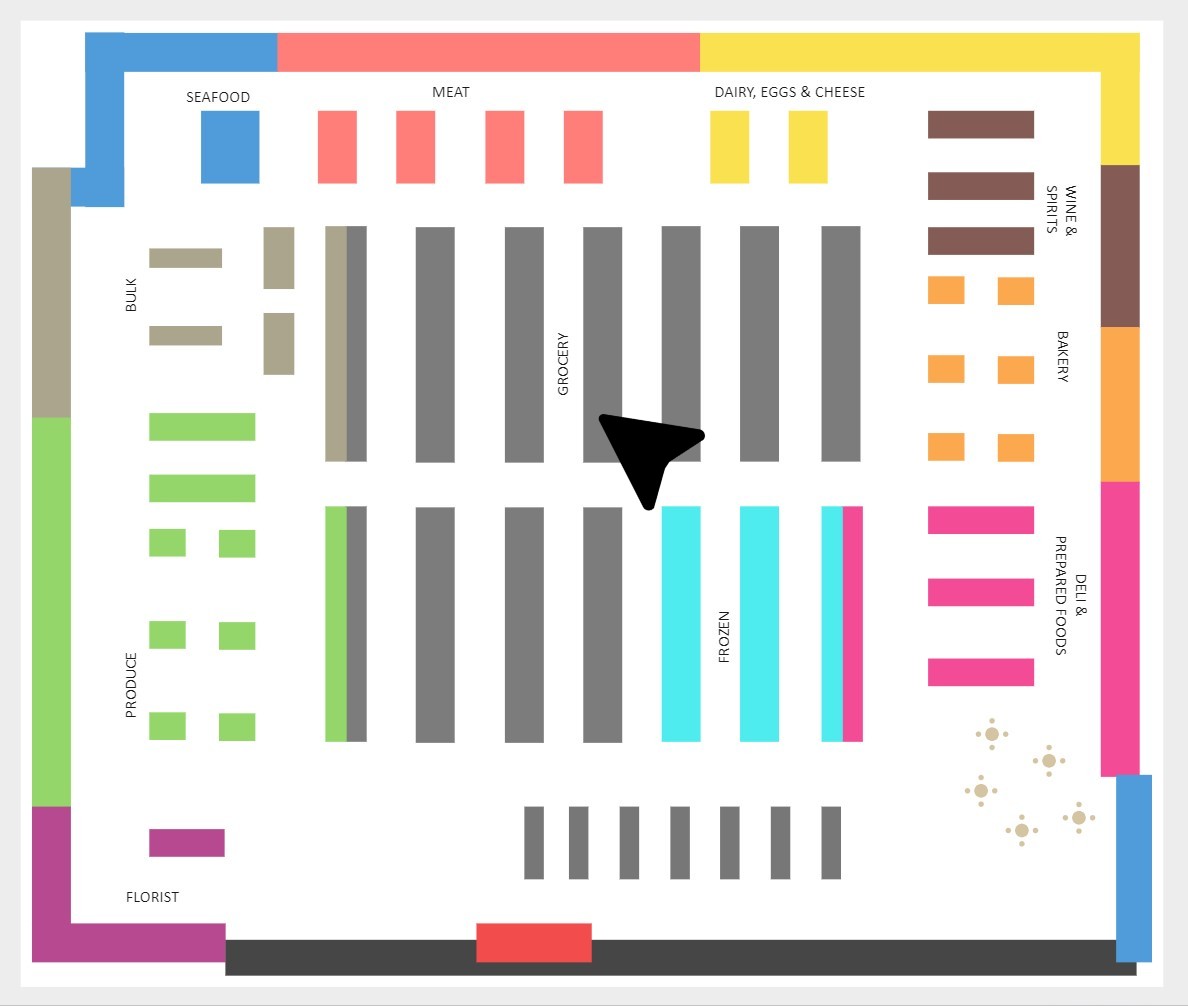 SEAFOOD
MEAT
DAIRY, EGGS & CHEESE
WINE &
SPIRITS
BULK
GROCERY
BAKERY
DELI &
PREPARED FOODS
FROZEN
PRODUCE
FLORIST